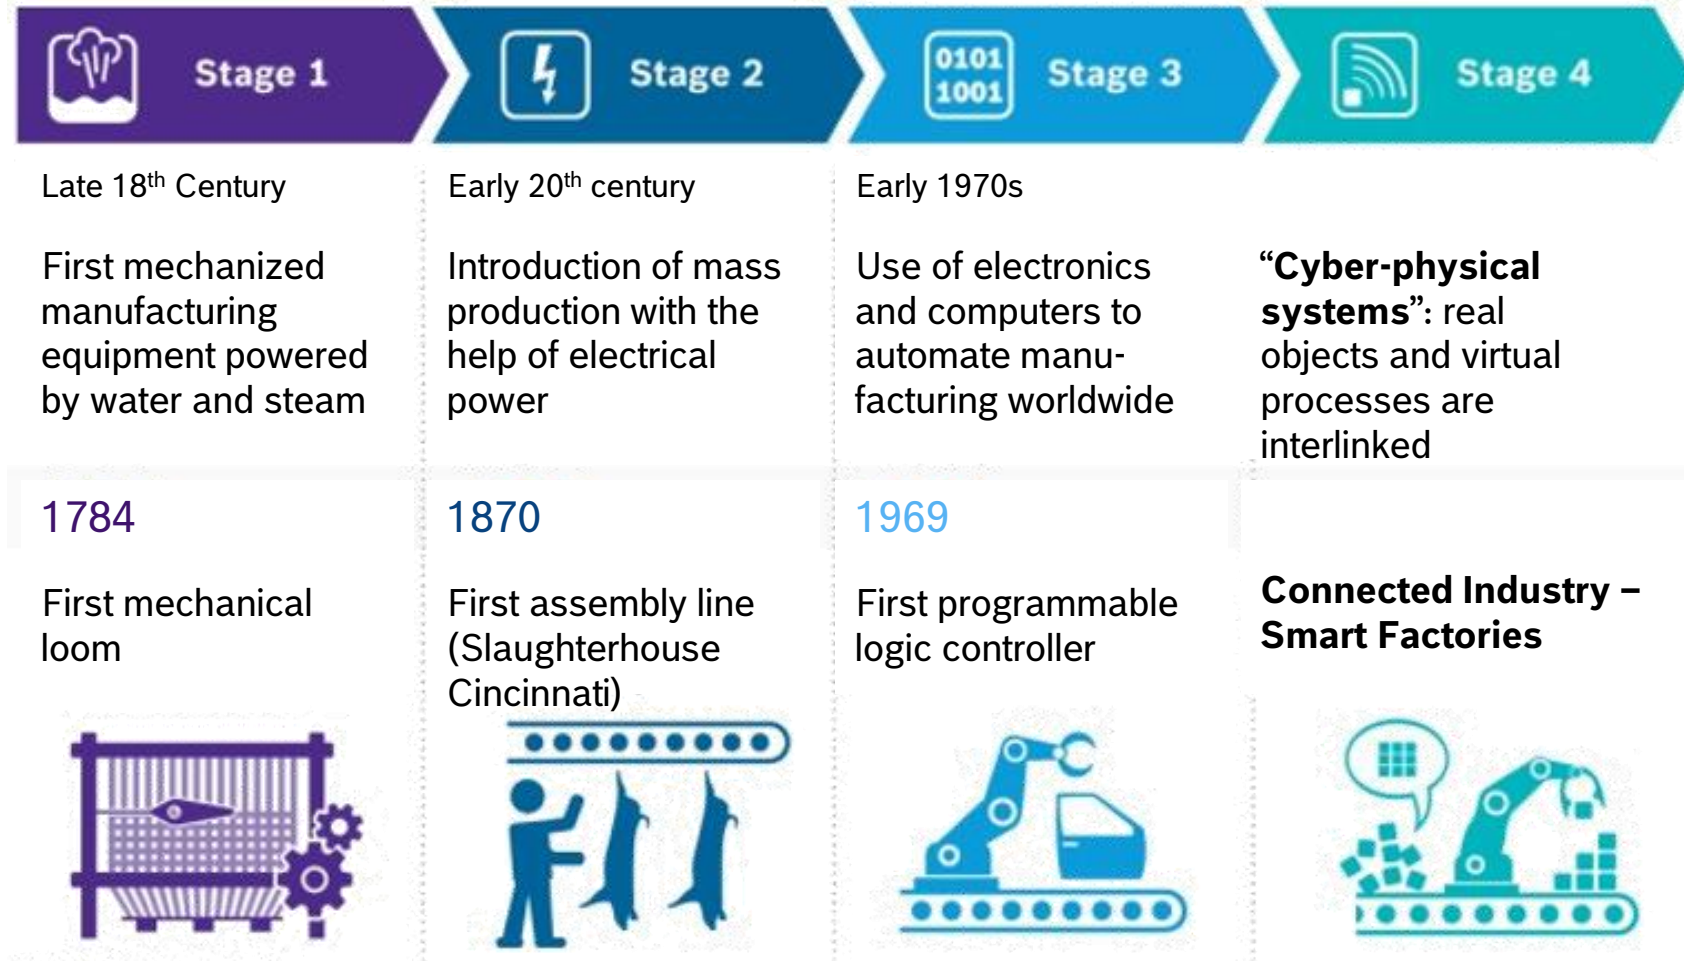 Stage 1
Stage 2
0101
1001
Stage 3
Stage 4
Late 18th Century
First mechanized
manufacturing
equipment powered
by water and steam
Early 20th century
Introduction of mass
production with the
help of electrical
power
Early 1970s
Use of electronics
and computers to
automate manu-
facturing worldwide
“Cyber-physical
systems”: real
objects and virtual
processes are
interlinked
1784
First mechanical
loom
1870
First assembly line
(Slaughterhouse
Cincinnati)
1969
First programmable
logic controller
Connected Industry –
Smart Factories